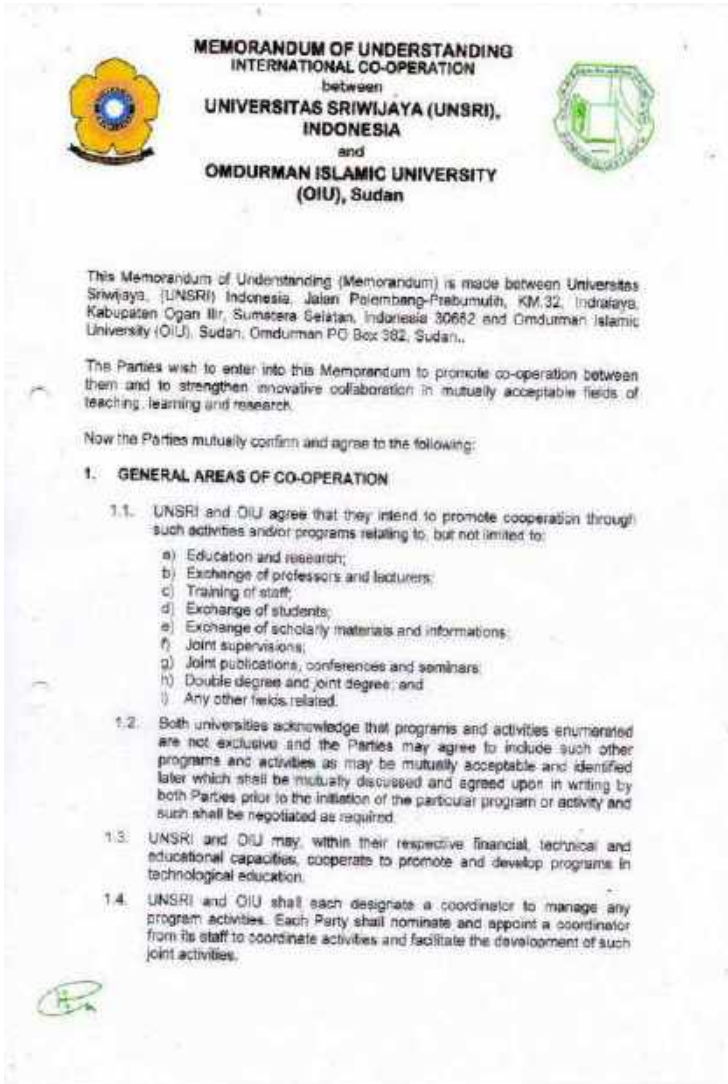 MEMORANDUM OF UNDERSTANDING
INTERNATIONAL CO-OPERATION
between
UNIVERSITAS SRIWIJAYA (UNSRI),
INDONESIA
and
OMDURMAN ISLAMIC UNIVERSITY
(OIU), Sudan
This Memorandum of Understanding (Memorandum) is made between Universitas
Sriwijaya, (UNSRI) Indonesia, Jalan Palembang-Prabumulih, KM.32, Indralaya,
Kabupaten Ogan Ilir, Sumatera Selatan, Indonesia 30662 and Omdurman Islamic
University (OIU), Sudan, Omdurman PO Box 382, Sudan,.
The Parties wish to enter into this Memorandum to promote co-operation between
them and to strengthen innovative collaboration in mutually acceptable fields of
teaching, learning and research.
Now the Parties mutually confirm and agree to the following:
1. GENERAL AREAS OF CO-OPERATION
1.1. UNSRI and OIU agree that they intend to promote cooperation through
such activities and/or programs relating to, but not limited to:
a) Education and research;
b) Exchange of professors and lecturers;
c) Training of staff;
d) Exchange of students;
e) Exchange of scholarly materials and informations;
f) Joint supervisions;
g) Joint publications, conferences and seminars;
h) Double degree and joint degree; and
i) Any other fields related.
1.2. Both universities acknowledge that programs and activities enumerated
are not exclusive and the Parties may agree to include such other
programs and activities as may be mutually acceptable and identified
later which shall be mutually discussed and agreed upon in writing by
both Parties prior to the initiation of the particular program or activity and
such shall be negotiated as required.
1.3. UNSRI and OIU may, within their respective financial, technical and
educational capacities, cooperate to promote and develop programs in
technological education.
1.4. UNSRI and OIU shall each designate a coordinator to manage any
program activities. Each Party shall nominate and appoint a coordinator
from its staff to coordinate activities and facilitate the development of such
joint activities.